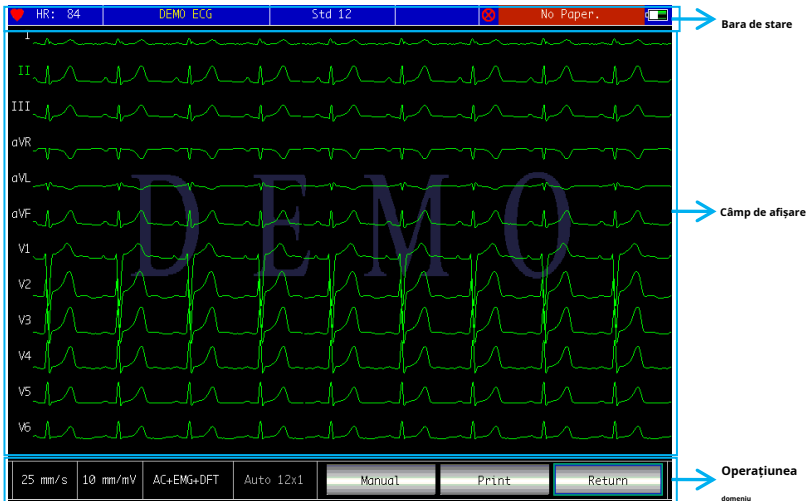 HR: 84 DEMO ECG Std 12 No Paper.
Bara de stare
I
II
III
aVR
aVL
aVF
V1
V2
V3
V4
V5
V6
DEMO
Câmp de afișare
25 mm/s 10 mm/mV AC+EMG+DFT Auto 12x1 Manual Print Return
Operațiunea
domeniu